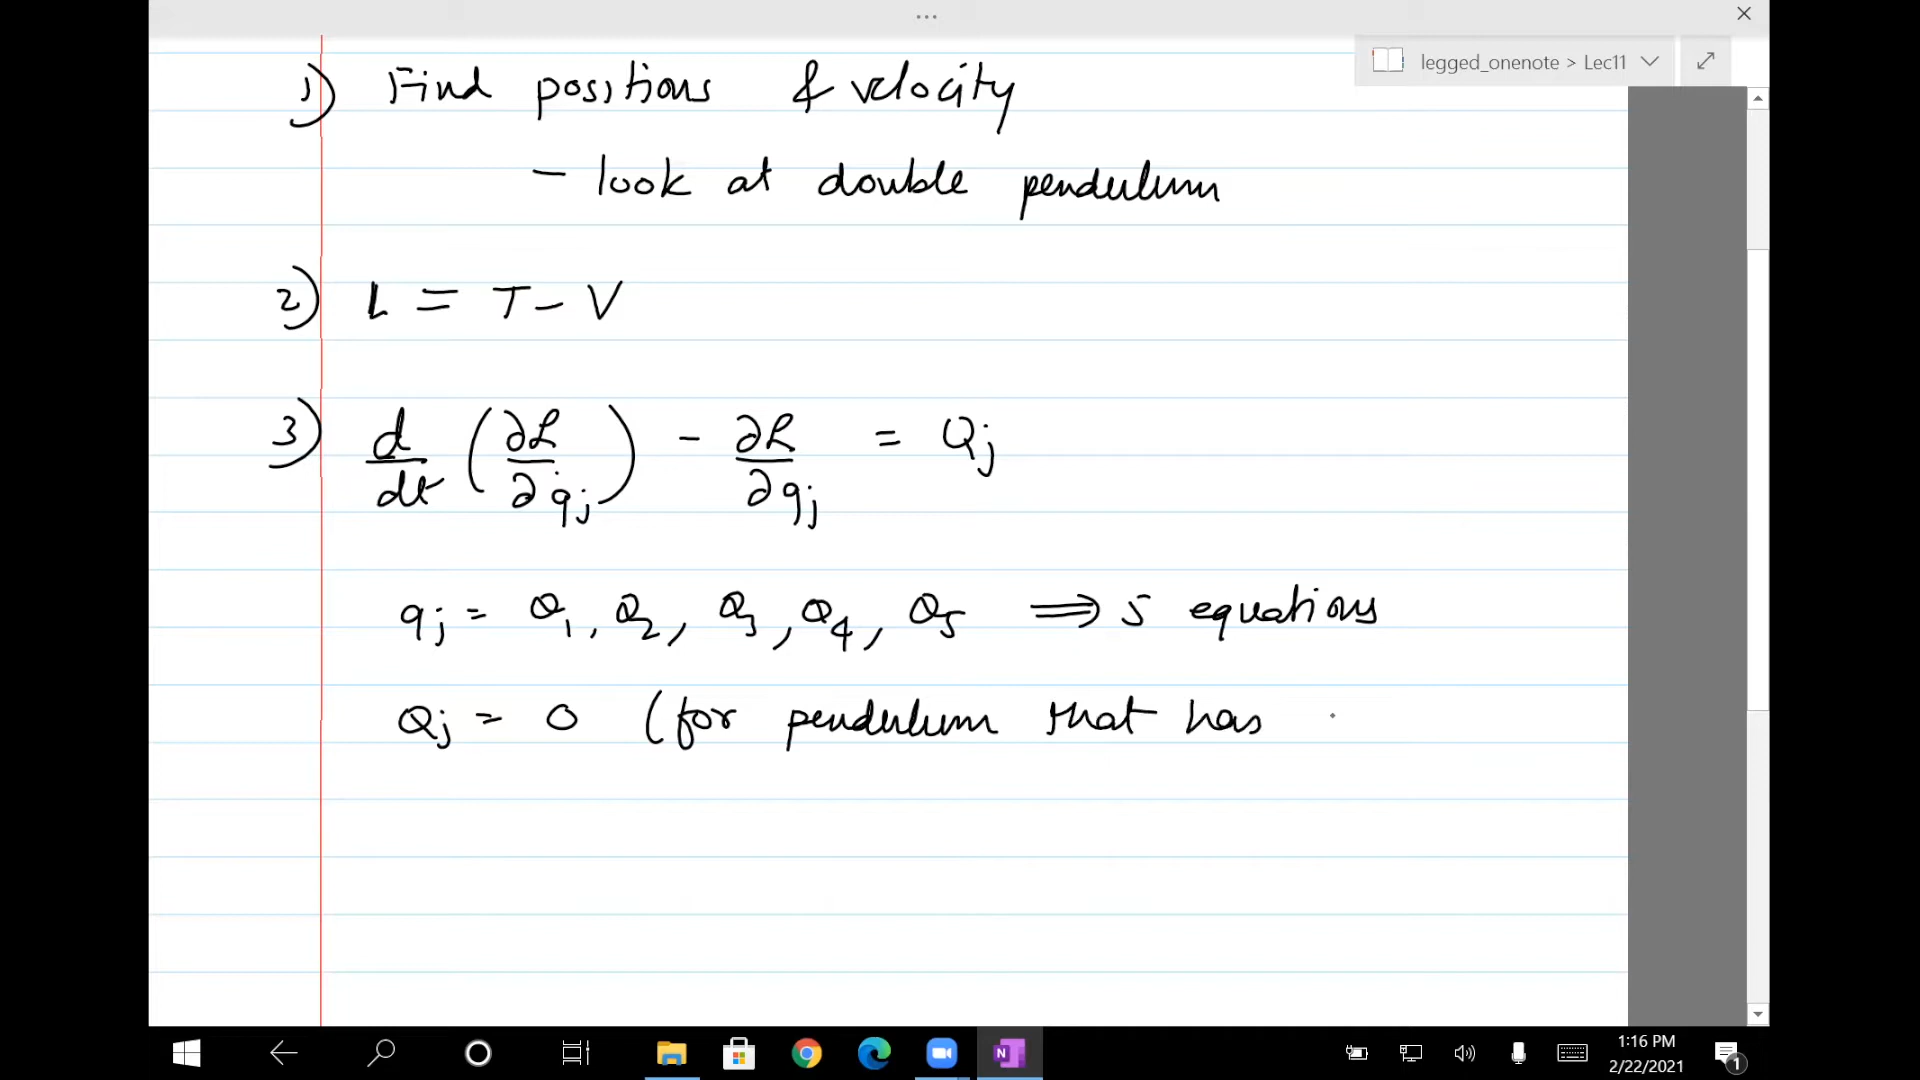 legged_onenote > Lec11
1) Find positions & velocity
- look at double pendulum
2) L = T - V
3) d/dt (∂L/∂q̇j) - ∂L/∂qj = Qj
qj = θ1, θ2, θ3, θ4, θ5 ⟹ 5 equations
Qj = 0 (for pendulum that has
1:16 PM
2/22/2021
1